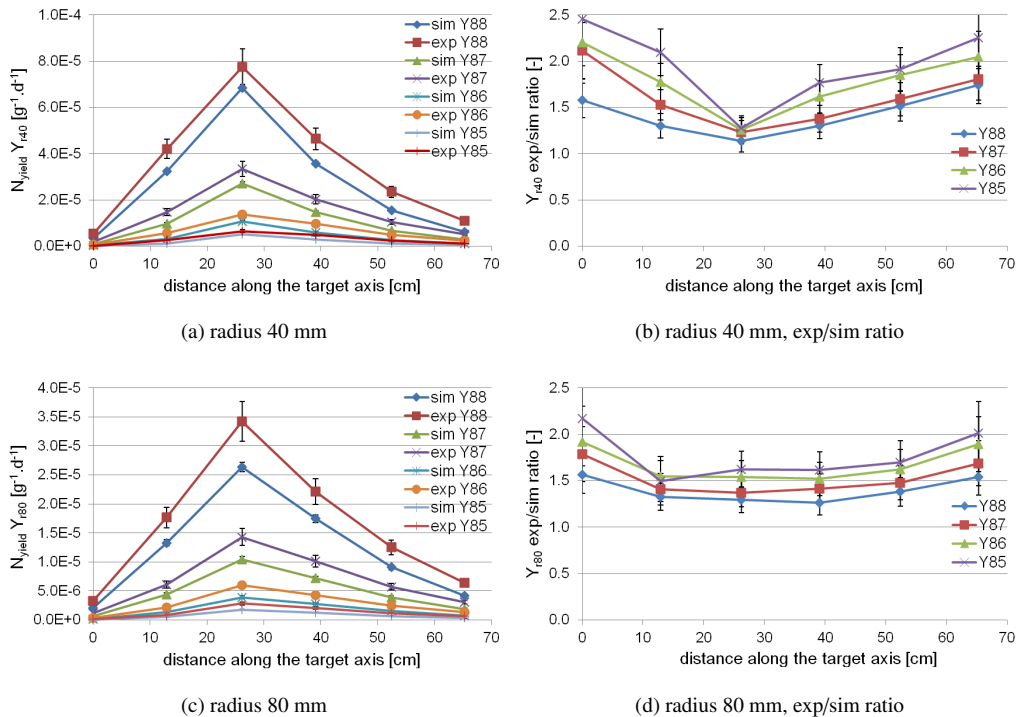 1.0E-4
8.0E-5
6.0E-5
4.0E-5
2.0E-5
0.0E+0
N_yield Y_r40 [g⁻¹.d⁻¹]
0 10 20 30 40 50 60 70
distance along the target axis [cm]
sim Y88
exp Y88
sim Y87
exp Y87
sim Y86
exp Y86
sim Y85
exp Y85
(a) radius 40 mm
2.5
2.0
1.5
1.0
0.5
0.0
Y_r40 exp/sim ratio [-]
0 10 20 30 40 50 60 70
distance along the target axis [cm]
Y88
Y87
Y86
Y85
(b) radius 40 mm, exp/sim ratio
4.0E-5
3.5E-5
3.0E-5
2.5E-5
2.0E-5
1.5E-5
1.0E-5
5.0E-6
0.0E+0
N_yield Y_r80 [g⁻¹.d⁻¹]
0 10 20 30 40 50 60 70
distance along the target axis [cm]
sim Y88
exp Y88
sim Y87
exp Y87
sim Y86
exp Y86
sim Y85
exp Y85
(c) radius 80 mm
2.5
2.0
1.5
1.0
0.5
0.0
Y_r80 exp/sim ratio [-]
0 10 20 30 40 50 60 70
distance along the target axis [cm]
Y88
Y87
Y86
Y85
(d) radius 80 mm, exp/sim ratio